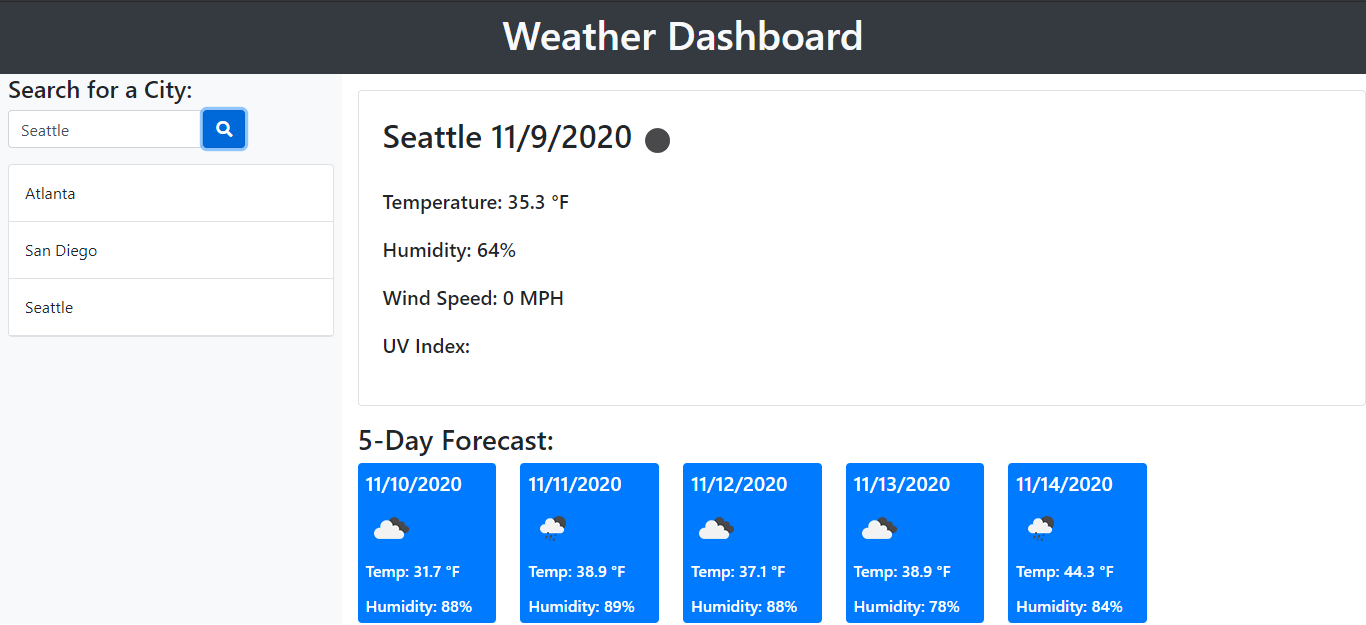 Weather Dashboard
Search for a City:
Seattle
Atlanta
San Diego
Seattle
Seattle 11/9/2020
Temperature: 35.3 °F
Humidity: 64%
Wind Speed: 0 MPH
UV Index:
5-Day Forecast:
11/10/2020
Temp: 31.7 °F
Humidity: 88%
11/11/2020
Temp: 38.9 °F
Humidity: 89%
11/12/2020
Temp: 37.1 °F
Humidity: 88%
11/13/2020
Temp: 38.9 °F
Humidity: 78%
11/14/2020
Temp: 44.3 °F
Humidity: 84%